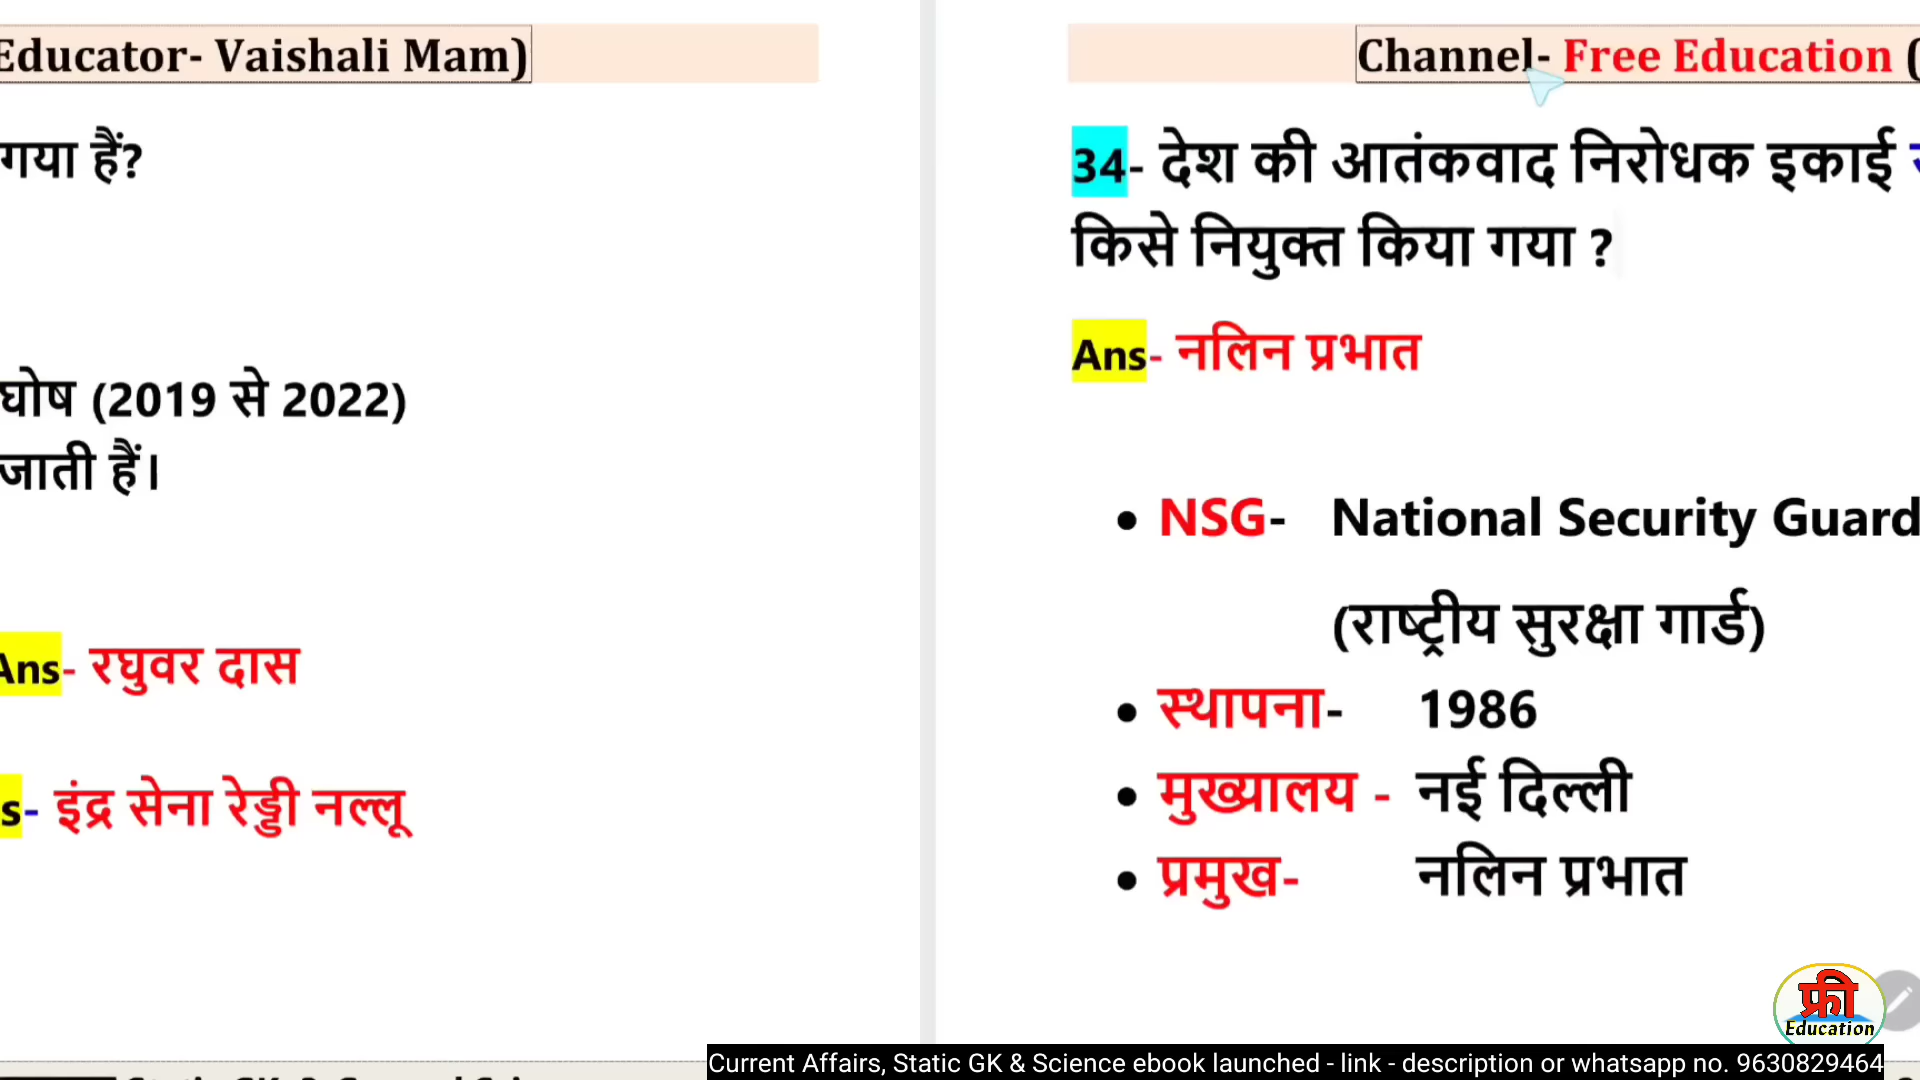 Educator- Vaishali Mam)
गया हैं?
घोष (2019 से 2022)
जाती हैं।
Ans- रघुवर दास
s- इंद्र सेना रेड्डी नल्लू
Channel- Free Education (
34- देश की आतंकवाद निरोधक इकाई
किसे नियुक्त किया गया ?
Ans- नलिन प्रभात
• NSG- National Security Guard
(राष्ट्रीय सुरक्षा गार्ड)
• स्थापना- 1986
• मुख्यालय - नई दिल्ली
• प्रमुख- नलिन प्रभात
फ्री
Education
Current Affairs, Static GK & Science ebook launched - link - description or whatsapp no. 9630829464